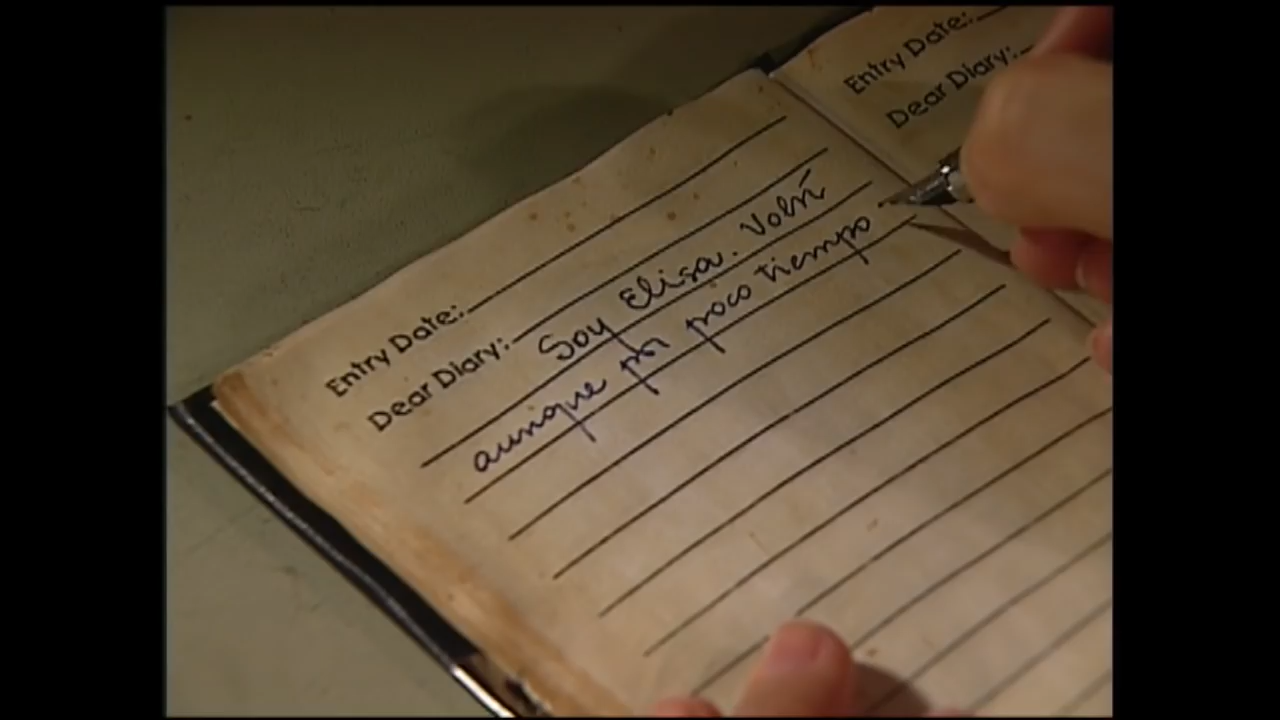 Entry Date:
Dear Diary:
Soy Elisa. Volví
aunque por poco tiempo
Entry Date:
Dear Diary: